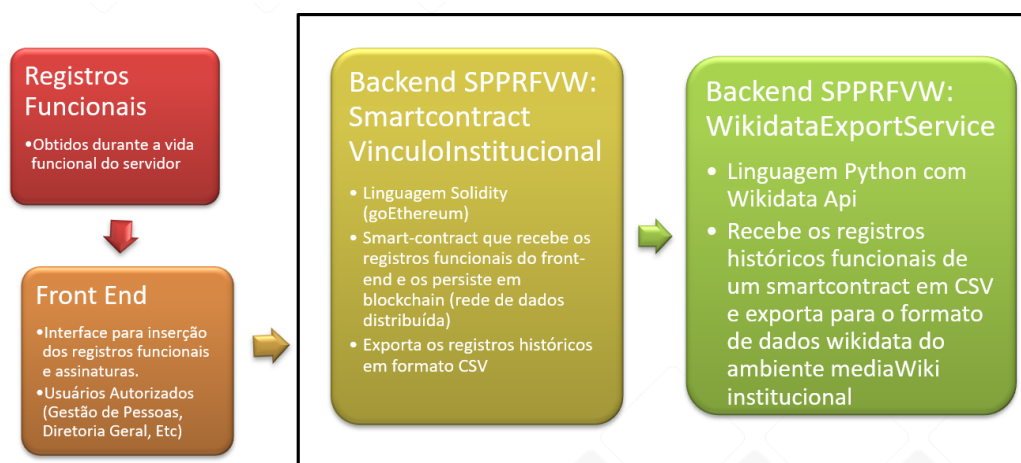 Registros
Funcionais
•Obtidos durante a vida
funcional do servidor
Front End
•Interface para inserção
dos registros funcionais
e assinaturas.
•Usuários Autorizados
(Gestão de Pessoas,
Diretoria Geral, Etc)
Backend SPPRFVW:
Smartcontract
VinculoInstitucional
• Linguagem Solidity
(goEthereum)
• Smart-contract que recebe os
registros funcionais do front-
end e os persiste em
blockchain (rede de dados
distribuída)
• Exporta os registros históricos
em formato CSV
Backend SPPRFVW:
WikidataExportService
• Linguagem Python com
Wikidata Api
• Recebe os registros
históricos funcionais de
um smartcontract em CSV
e exporta para o formato
de dados wikidata do
ambiente mediaWiki
institucional